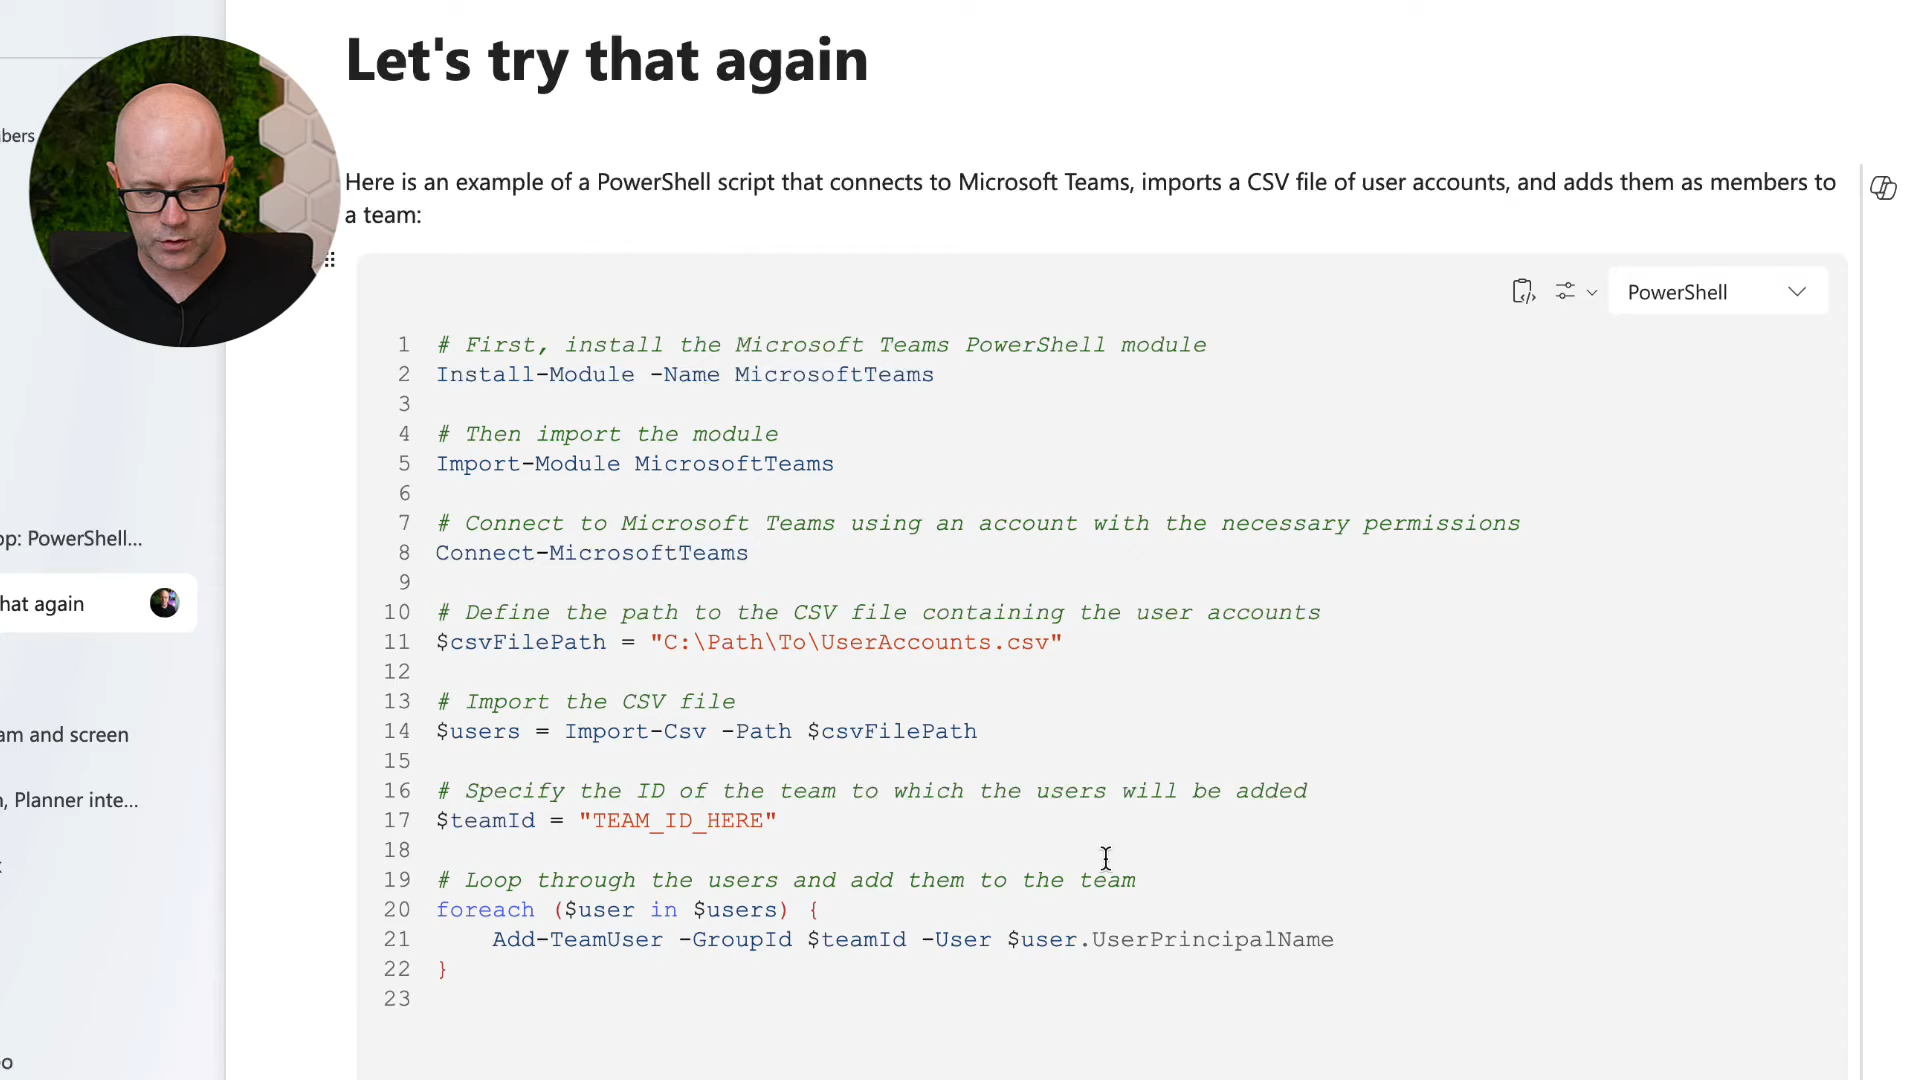 Let's try that again
Here is an example of a PowerShell script that connects to Microsoft Teams, imports a CSV file of user accounts, and adds them as members to
a team:
PowerShell
1 # First, install the Microsoft Teams PowerShell module
2 Install-Module -Name MicrosoftTeams
3
4 # Then import the module
5 Import-Module MicrosoftTeams
6
7 # Connect to Microsoft Teams using an account with the necessary permissions
8 Connect-MicrosoftTeams
9
10 # Define the path to the CSV file containing the user accounts
11 $csvFilePath = "C:\Path\To\UserAccounts.csv"
12
13 # Import the CSV file
14 $users = Import-Csv -Path $csvFilePath
15
16 # Specify the ID of the team to which the users will be added
17 $teamId = "TEAM_ID_HERE"
18
19 # Loop through the users and add them to the team
20 foreach ($user in $users) {
21     Add-TeamUser -GroupId $teamId -User $user.UserPrincipalName
22 }
23
bers
op: PowerShell...
hat again
am and screen
, Planner inte...